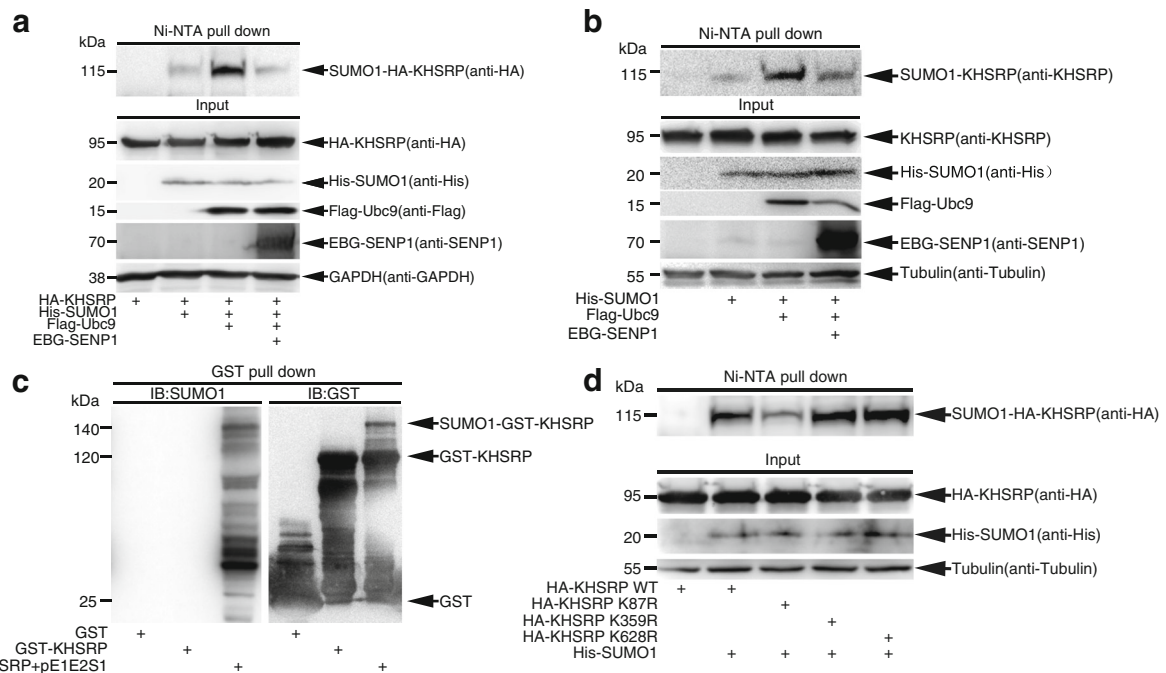 a
Ni-NTA pull down
kDa
115
SUMO1-HA-KHSRP(anti-HA)
Input
95
HA-KHSRP(anti-HA)
20
His-SUMO1(anti-His)
15
Flag-Ubc9(anti-Flag)
70
EBG-SENP1(anti-SENP1)
38
GAPDH(anti-GAPDH)
HA-KHSRP + + + +
His-SUMO1 + + +
Flag-Ubc9 + +
EBG-SENP1 +
b
Ni-NTA pull down
kDa
115
SUMO1-KHSRP(anti-KHSRP)
Input
95
KHSRP(anti-KHSRP)
20
His-SUMO1(anti-His）
15
Flag-Ubc9
70
EBG-SENP1(anti-SENP1)
55
Tubulin(anti-Tubulin)
His-SUMO1 + + +
Flag-Ubc9 + +
EBG-SENP1 +
c
GST pull down
IB:SUMO1 IB:GST
kDa
140
SUMO1-GST-KHSRP
120
GST-KHSRP
25
GST
GST + +
GST-KHSRP + +
SRP+pE1E2S1 + +
d
Ni-NTA pull down
kDa
115
SUMO1-HA-KHSRP(anti-HA)
Input
95
HA-KHSRP(anti-HA)
20
His-SUMO1(anti-His)
55
Tubulin(anti-Tubulin)
HA-KHSRP WT + +
HA-KHSRP K87R +
HA-KHSRP K359R +
HA-KHSRP K628R +
His-SUMO1 + + + +